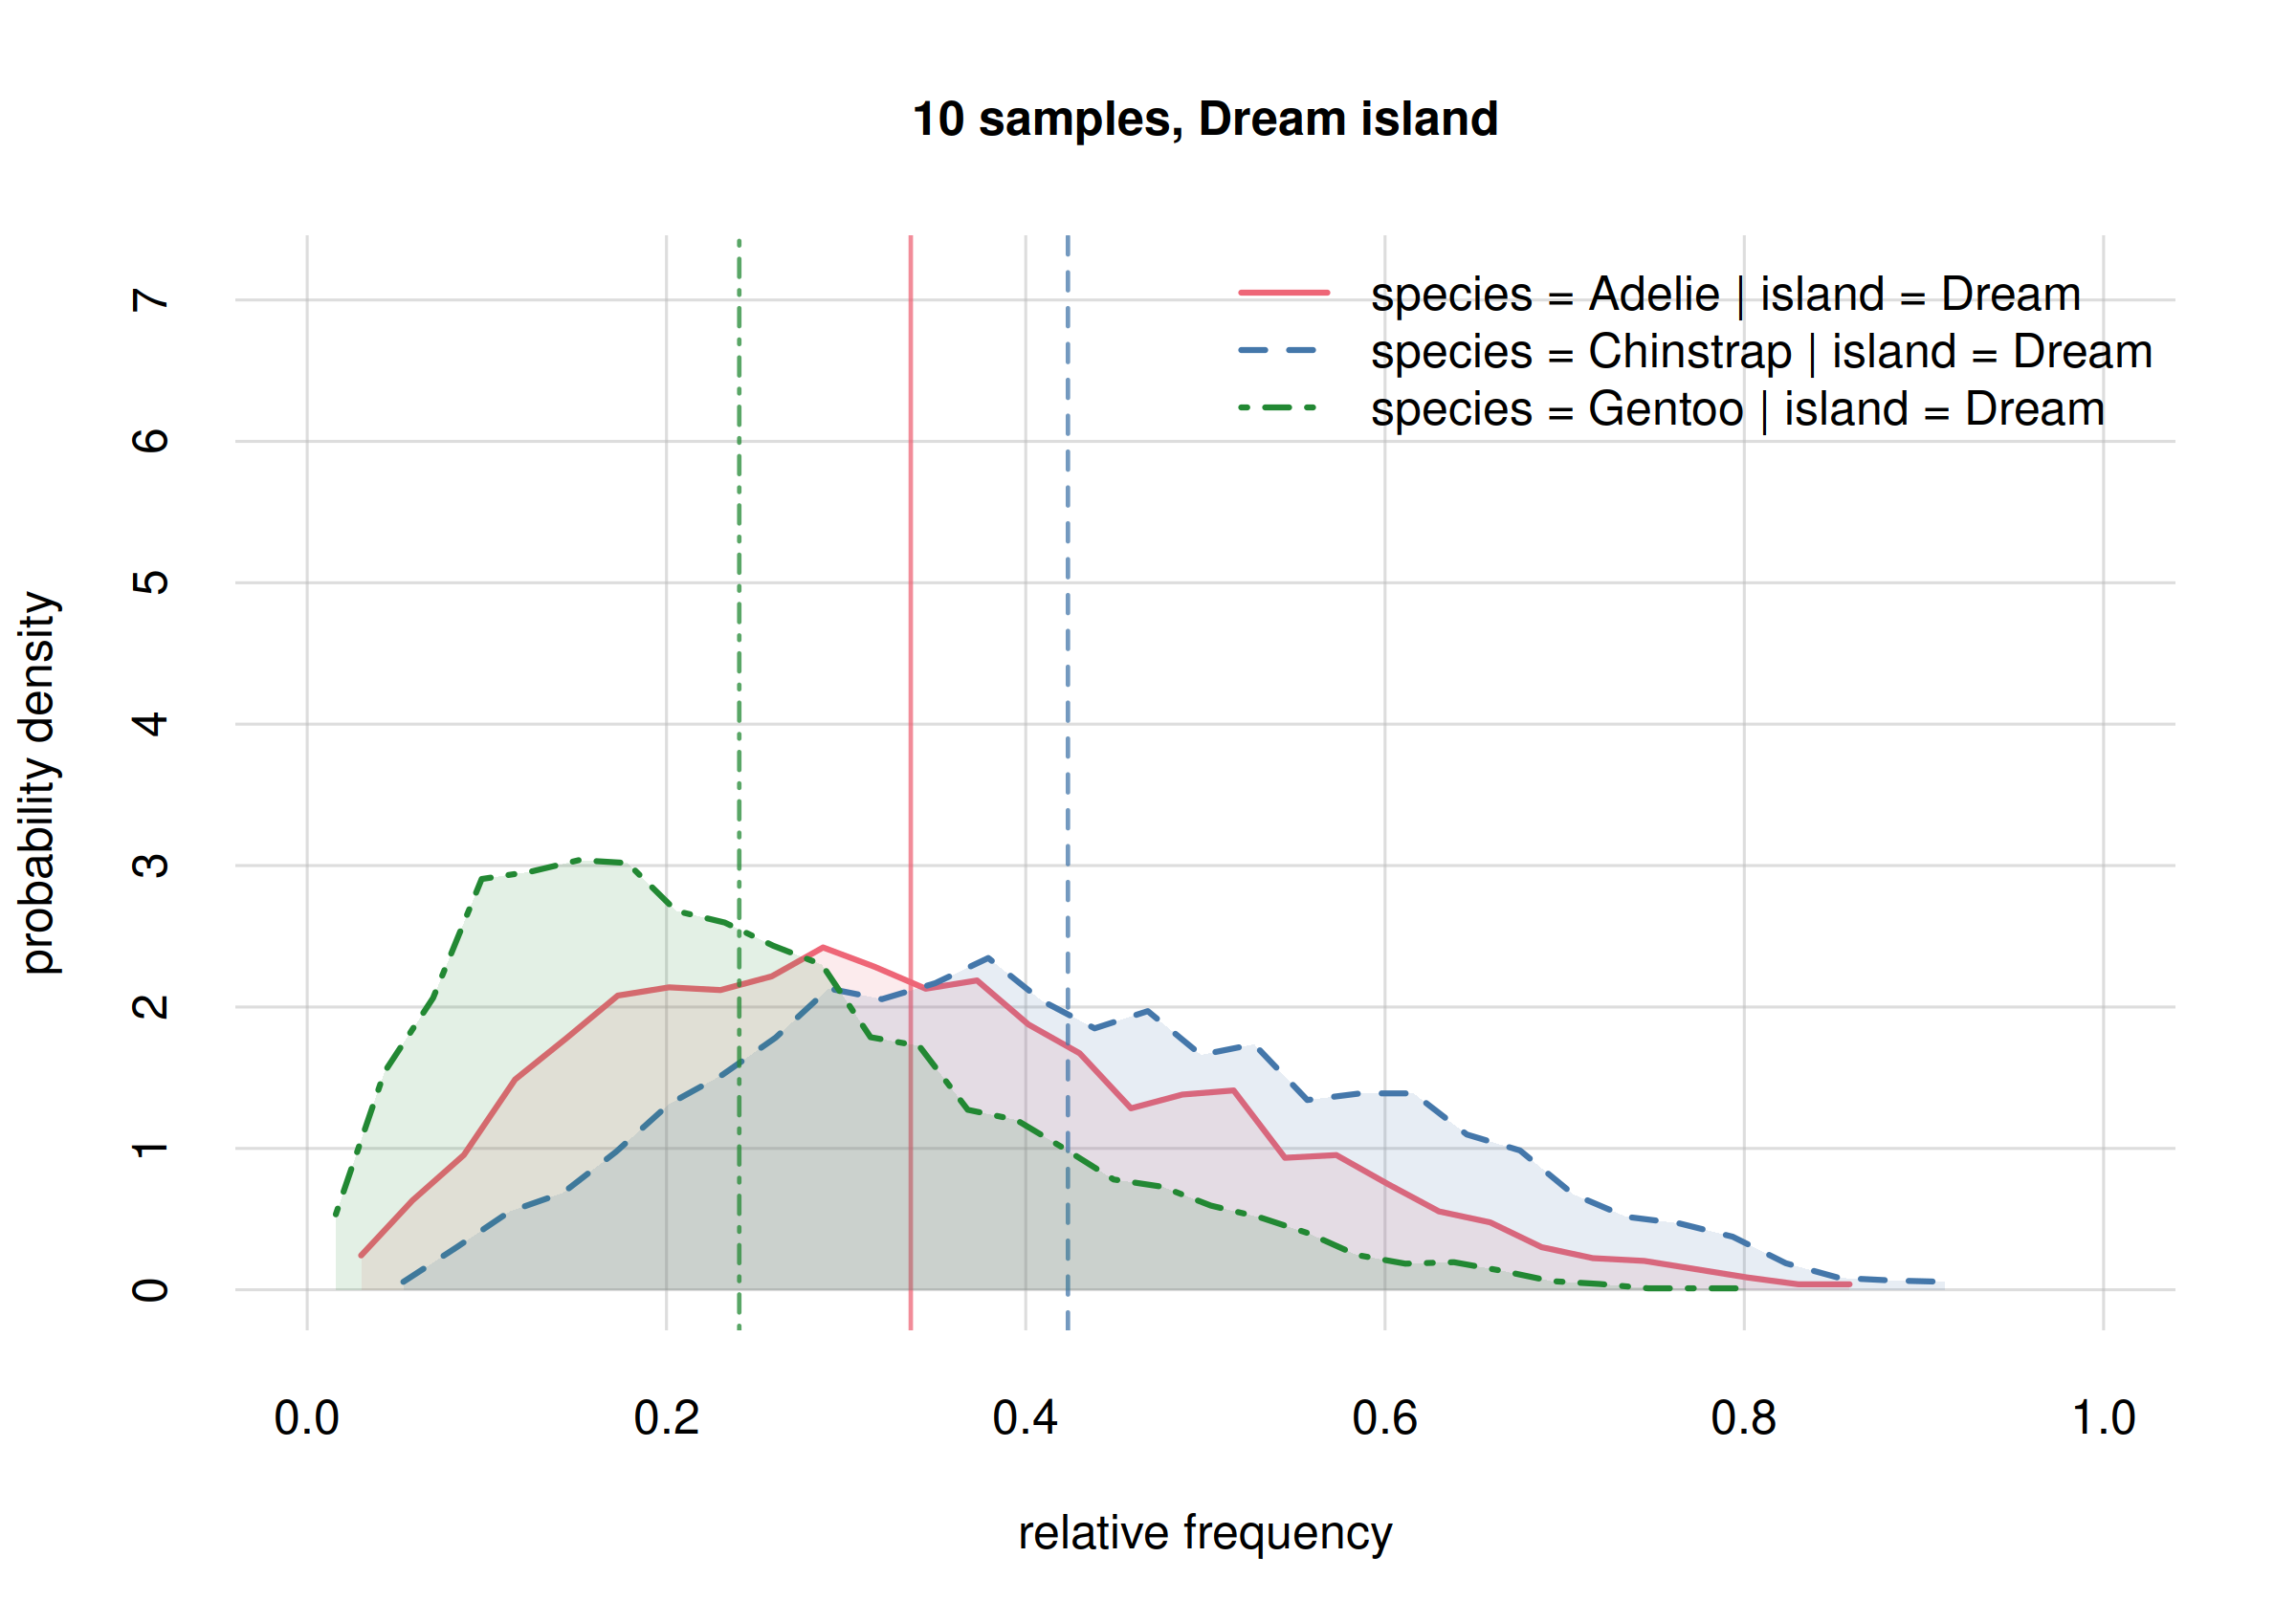 10 samples, Dream island
species = Adelie | island = Dream
species = Chinstrap | island = Dream
species = Gentoo | island = Dream
probability density
7
6
5
4
3
2
1
0
0.0 0.2 0.4 0.6 0.8 1.0
relative frequency